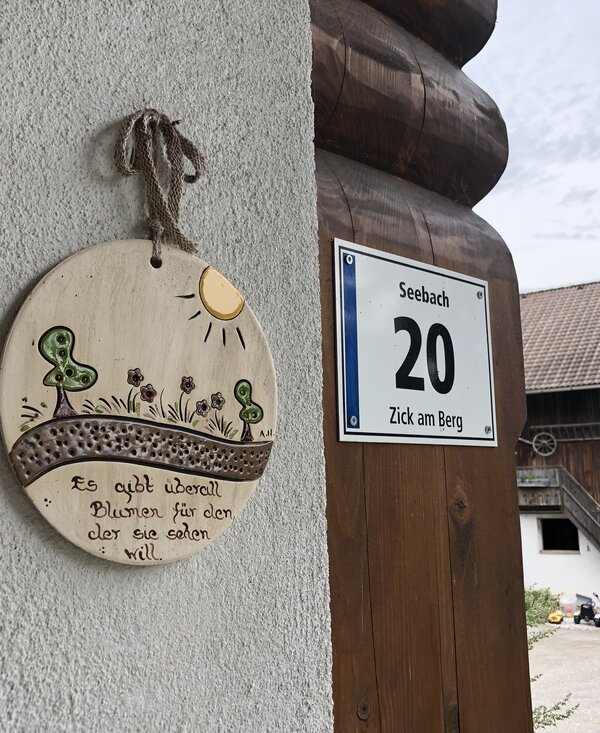 Es gibt überall
Blumen für den,
der sie sehen
will.
A.H
Seebach
20
Zick am Berg